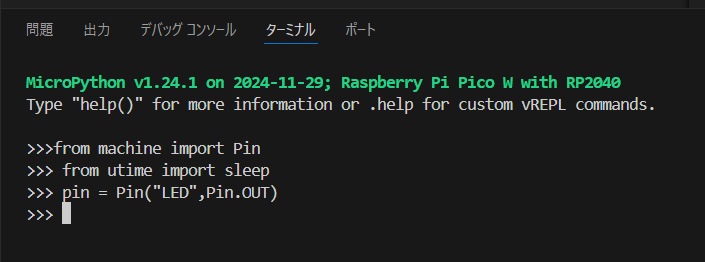 問題 出力 デバッグ コンソール ターミナル ポート
MicroPython v1.24.1 on 2024-11-29; Raspberry Pi Pico W with RP2040
Type "help()" for more information or .help for custom vREPL commands.
>>>from machine import Pin
>>> from utime import sleep
>>> pin = Pin("LED",Pin.OUT)
>>>